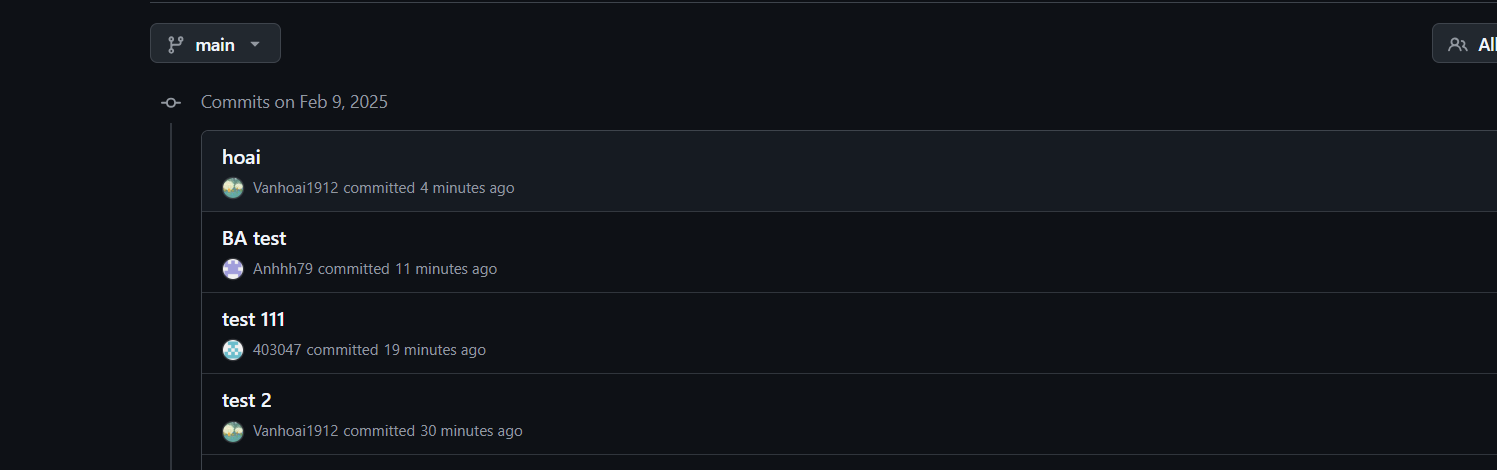 main
All
Commits on Feb 9, 2025
hoai
Vanhoai1912 committed 4 minutes ago
BA test
Anhhh79 committed 11 minutes ago
test 111
403047 committed 19 minutes ago
test 2
Vanhoai1912 committed 30 minutes ago